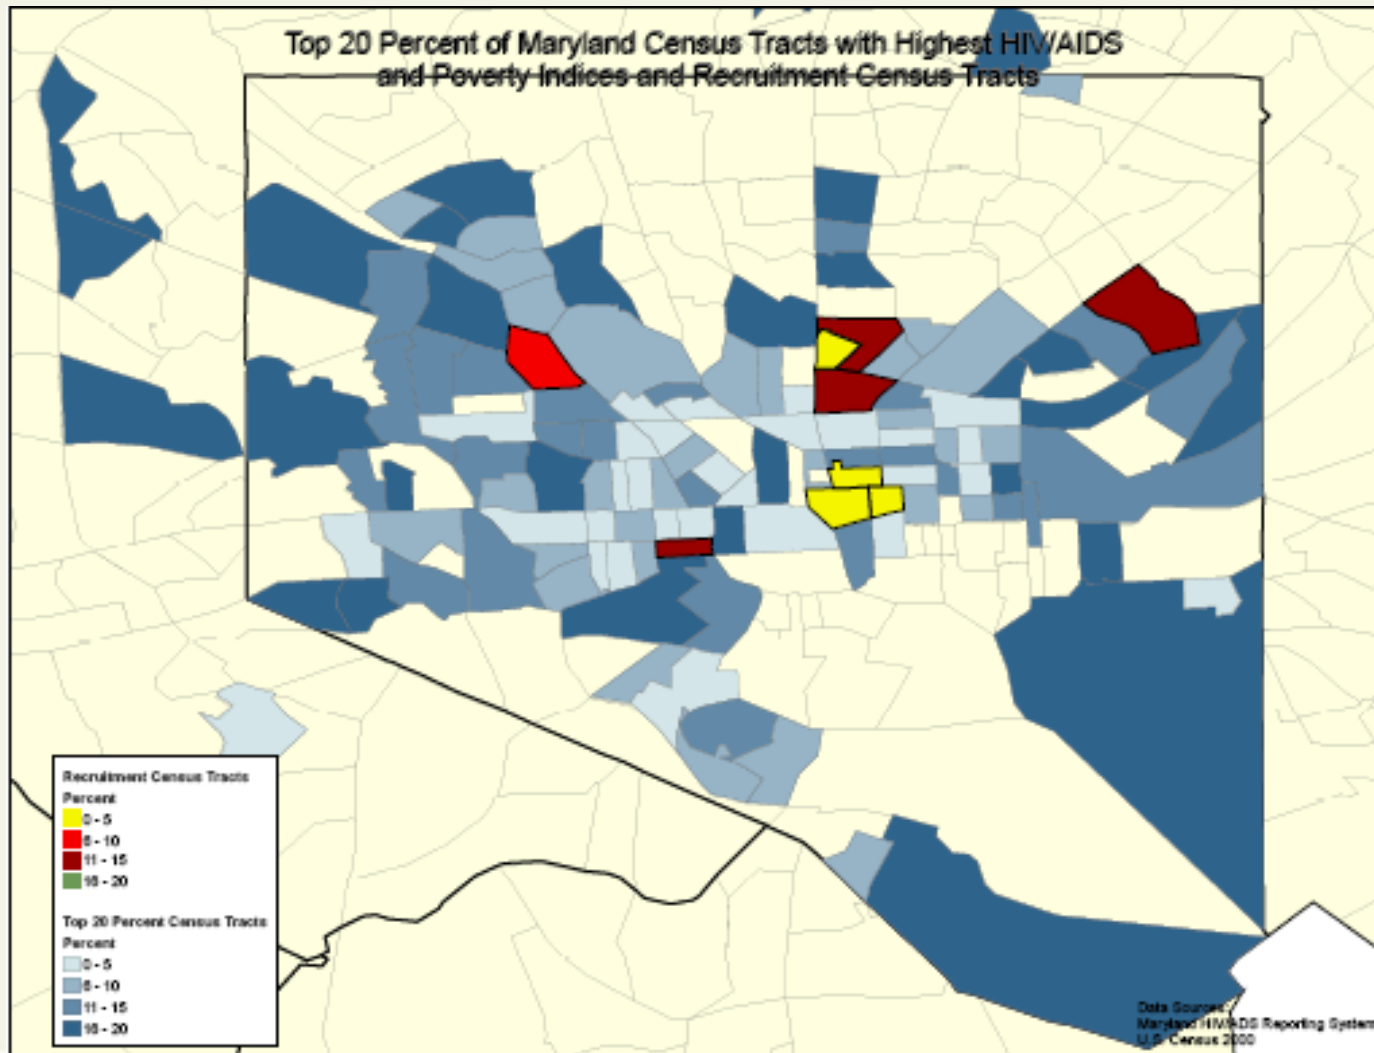 Top 20 Percent of Maryland Census Tracts with Highest HIV/AIDS
and Poverty Indices and Recruitment Census Tracts
Recruitment Census Tracts
Percent
0 - 5
6 - 10
11 - 15
16 - 20
Top 20 Percent Census Tracts
Percent
0 - 5
6 - 10
11 - 15
16 - 20
Data Sources:
Maryland HIV/AIDS Reporting System
U.S. Census 2000